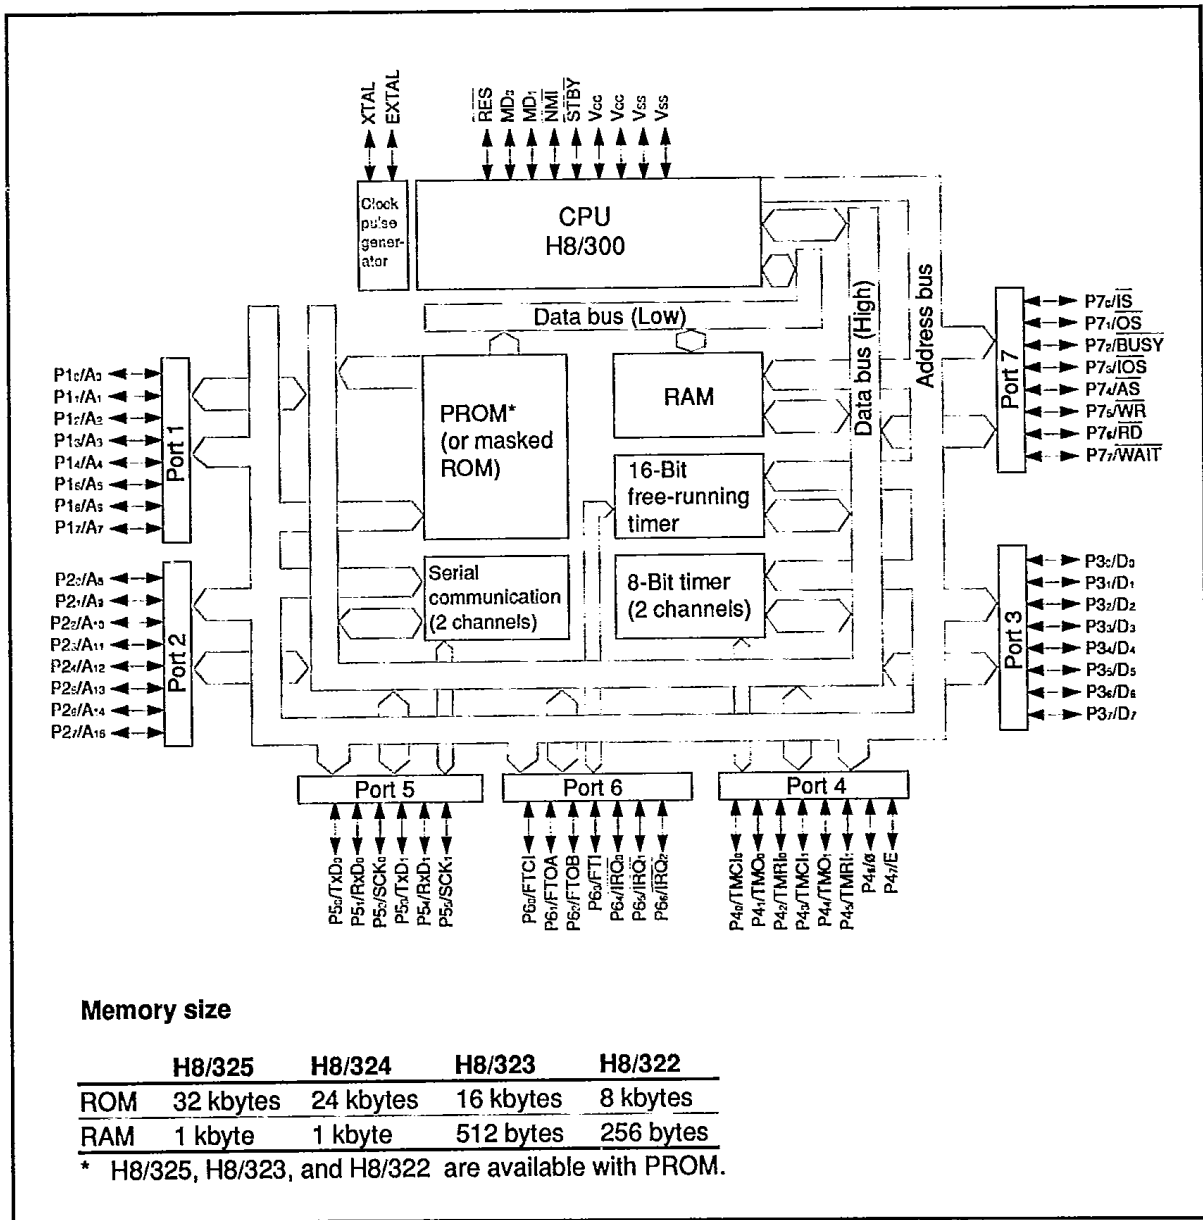 XTAL
EXTAL
RES
MD₀
MD₁
NMI
STBY
Vcc
Vcc
Vss
Vss
Clock
pulse
gener-
ator
CPU
H8/300
Data bus (Low)
Data bus (High)
Address bus
PROM*
(or masked
ROM)
RAM
16-Bit
free-running
timer
Serial
communication
(2 channels)
8-Bit timer
(2 channels)
Port 1
P1₀/A₀
P1₁/A₁
P1₂/A₂
P1₃/A₃
P1₄/A₄
P1₅/A₅
P1₆/A₆
P1₇/A₇
Port 2
P2₀/A₈
P2₁/A₉
P2₂/A₁₀
P2₃/A₁₁
P2₄/A₁₂
P2₅/A₁₃
P2₆/A₁₄
P2₇/A₁₅
Port 7
P7₀/IS
P7₁/OS
P7₂/BUSY
P7₃/IOS
P7₄/AS
P7₅/WR
P7₆/RD
P7₇/WAIT
Port 3
P3₀/D₀
P3₁/D₁
P3₂/D₂
P3₃/D₃
P3₄/D₄
P3₅/D₅
P3₆/D₆
P3₇/D₇
Port 5
P5₀/TxD₀
P5₁/RxD₀
P5₂/SCK₀
P5₃/TxD₁
P5₄/RxD₁
P5₅/SCK₁
Port 6
P6₀/FTCI
P6₁/FTOA
P6₂/FTOB
P6₃/FTI
P6₄/IRQ₀
P6₅/IRQ₁
P6₆/IRQ₂
Port 4
P4₀/TMCI₀
P4₁/TMO₀
P4₂/TMRI₀
P4₃/TMCI₁
P4₄/TMO₁
P4₅/TMRI₁
P4₆/ø
P4₇/E
Memory size
H8/325 H8/324 H8/323 H8/322
ROM 32 kbytes 24 kbytes 16 kbytes 8 kbytes
RAM 1 kbyte 1 kbyte 512 bytes 256 bytes
* H8/325, H8/323, and H8/322 are available with PROM.